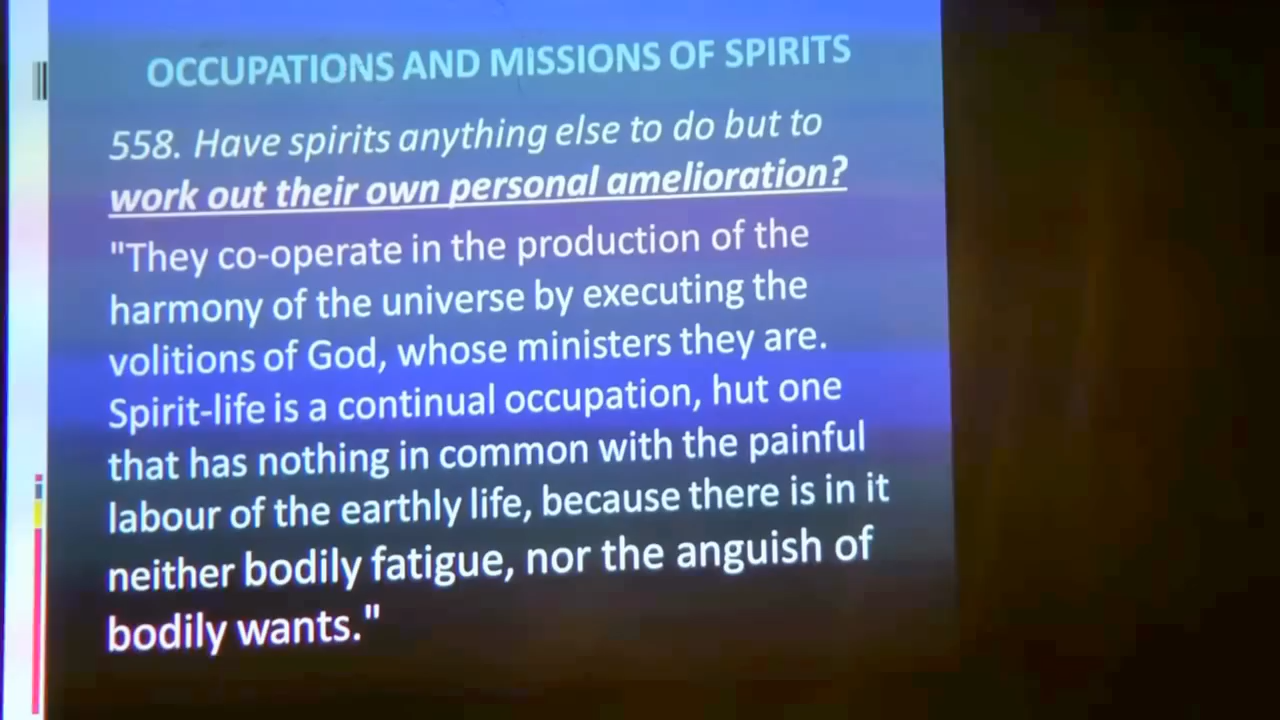 OCCUPATIONS AND MISSIONS OF SPIRITS
558. Have spirits anything else to do but to
work out their own personal amelioration?
"They co-operate in the production of the
harmony of the universe by executing the
volitions of God, whose ministers they are.
Spirit-life is a continual occupation, hut one
that has nothing in common with the painful
labour of the earthly life, because there is in it
neither bodily fatigue, nor the anguish of
bodily wants."